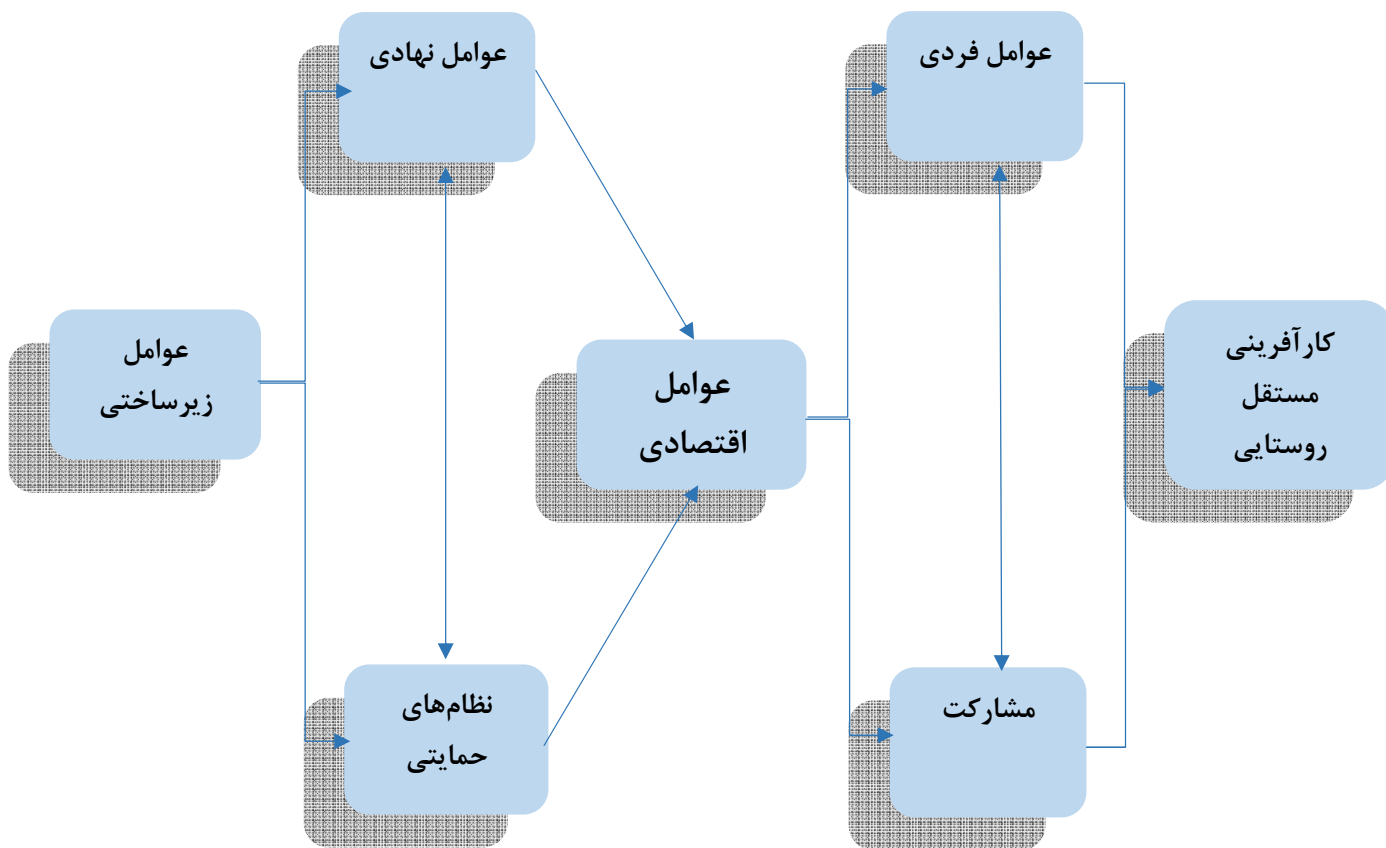 عوامل نهادی
عوامل فردی
عوامل
زیرساختی
عوامل
اقتصادی
کارآفرینی
مستقل
روستایی
نظام‌های
حمایتی
مشارکت